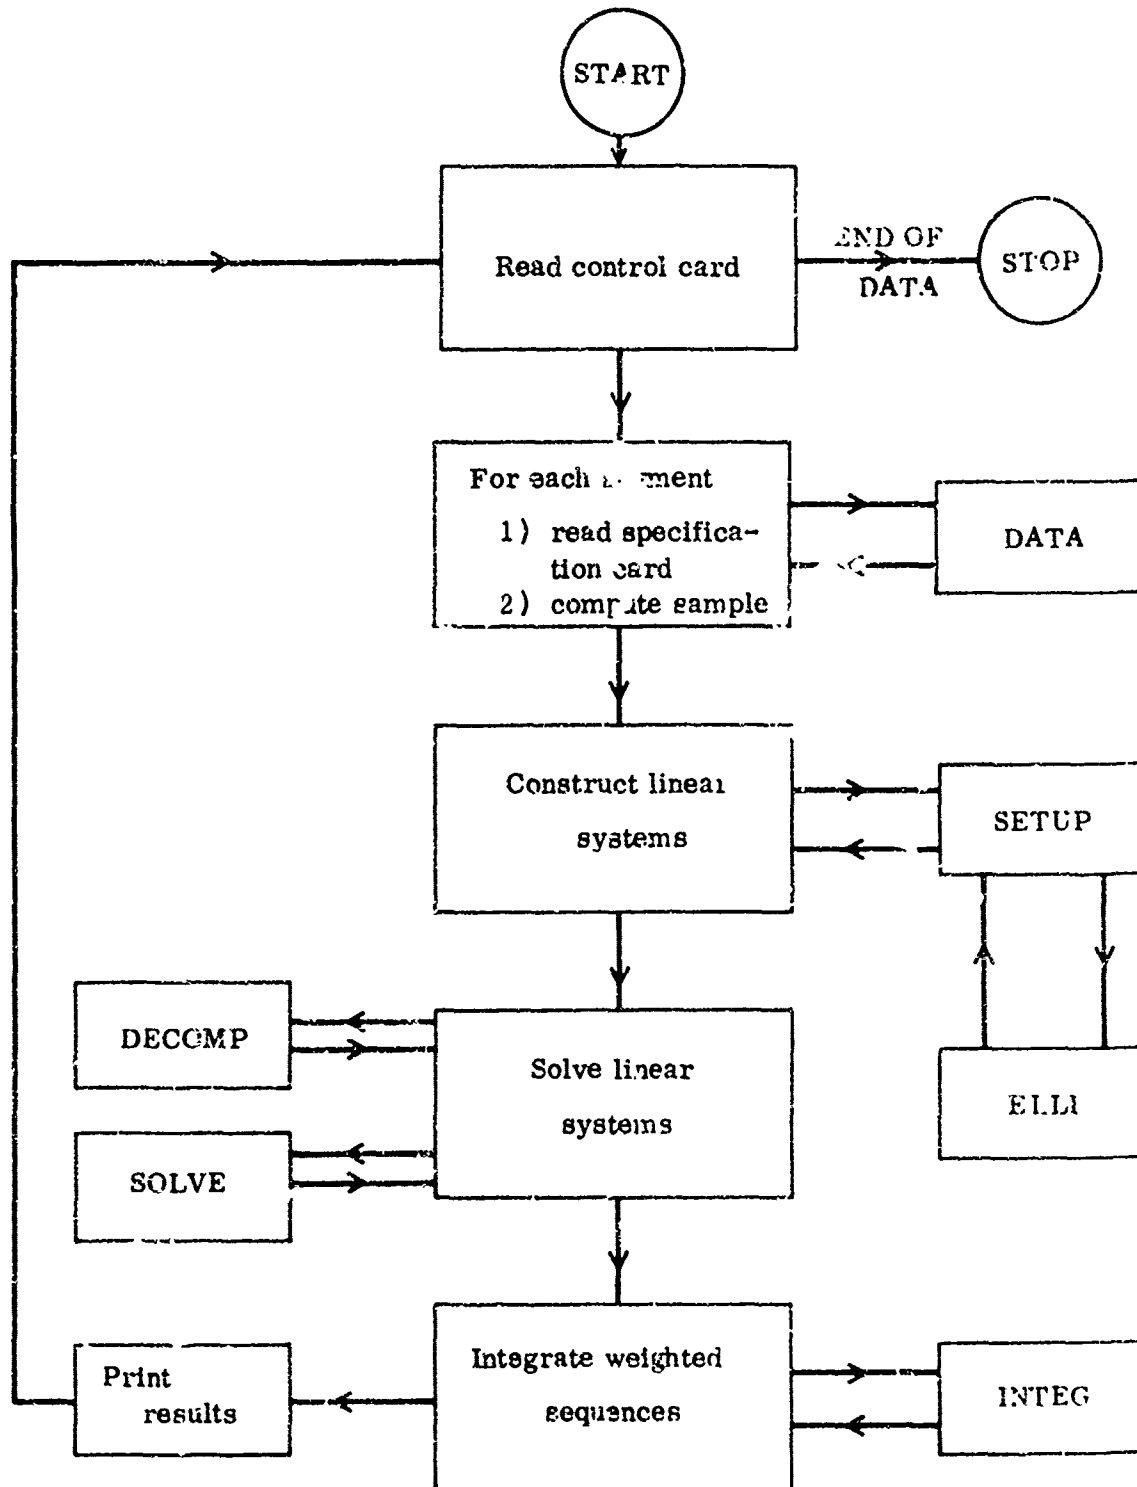 START
Read control card
END OF
DATA
STOP
For each
1) read specifica-
tion card
2) compute sample
DATA
Construct linear
systems
SETUP
DECOMP
Solve linear
systems
ELLI
SOLVE
Integrate weighted
sequences
INTEG
Print
results